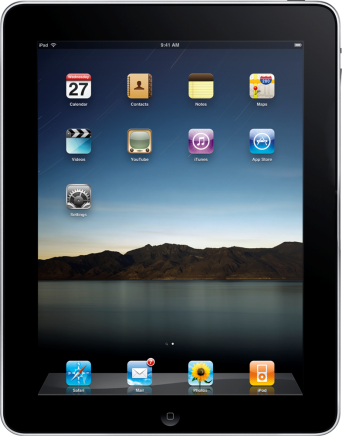 iPad 9:41 AM
Wednesday
27
Calendar Contacts Notes Maps
Videos YouTube iTunes App Store
Settings
Safari Mail Photos iPod